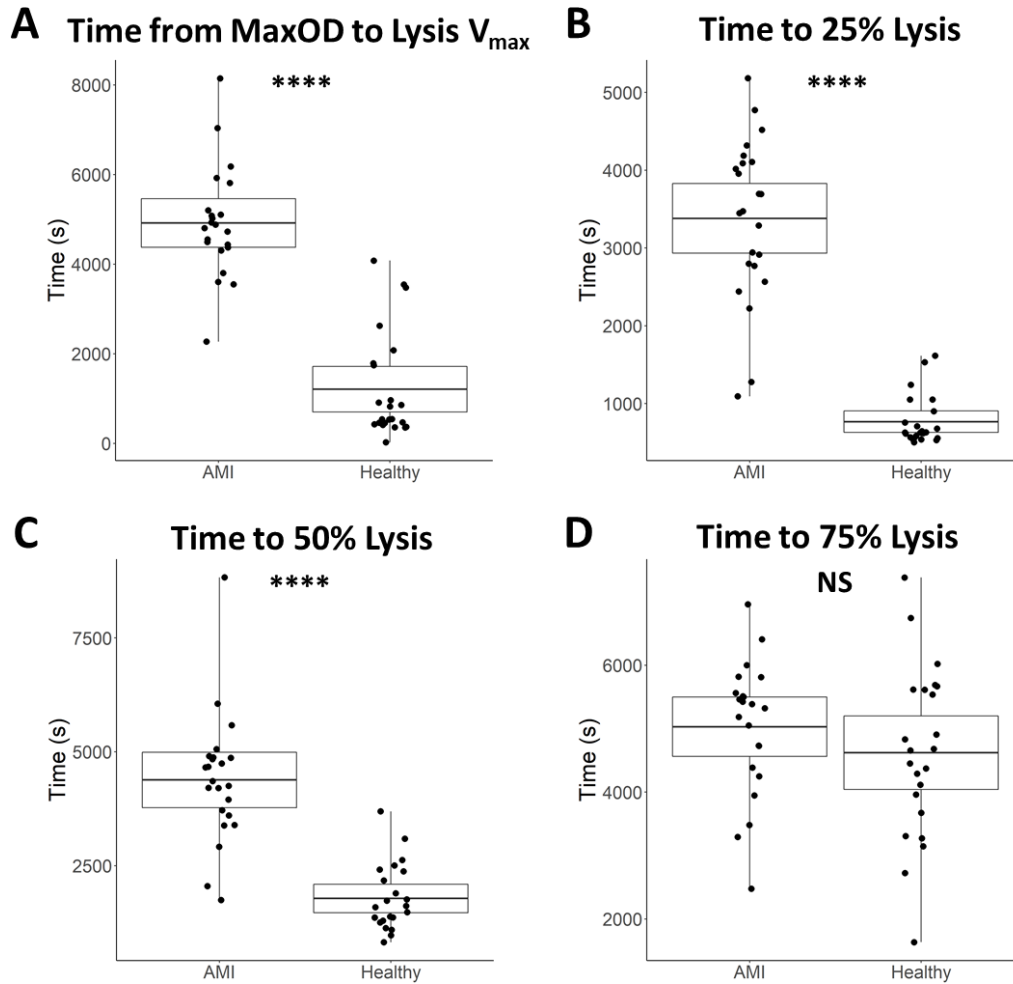 A Time from MaxOD to Lysis Vmax
****
Time (s)
8000
6000
4000
2000
0
AMI Healthy
B Time to 25% Lysis
****
Time (s)
5000
4000
3000
2000
1000
AMI Healthy
C Time to 50% Lysis
****
Time (s)
7500
5000
2500
AMI Healthy
D Time to 75% Lysis
NS
Time (s)
6000
4000
2000
AMI Healthy